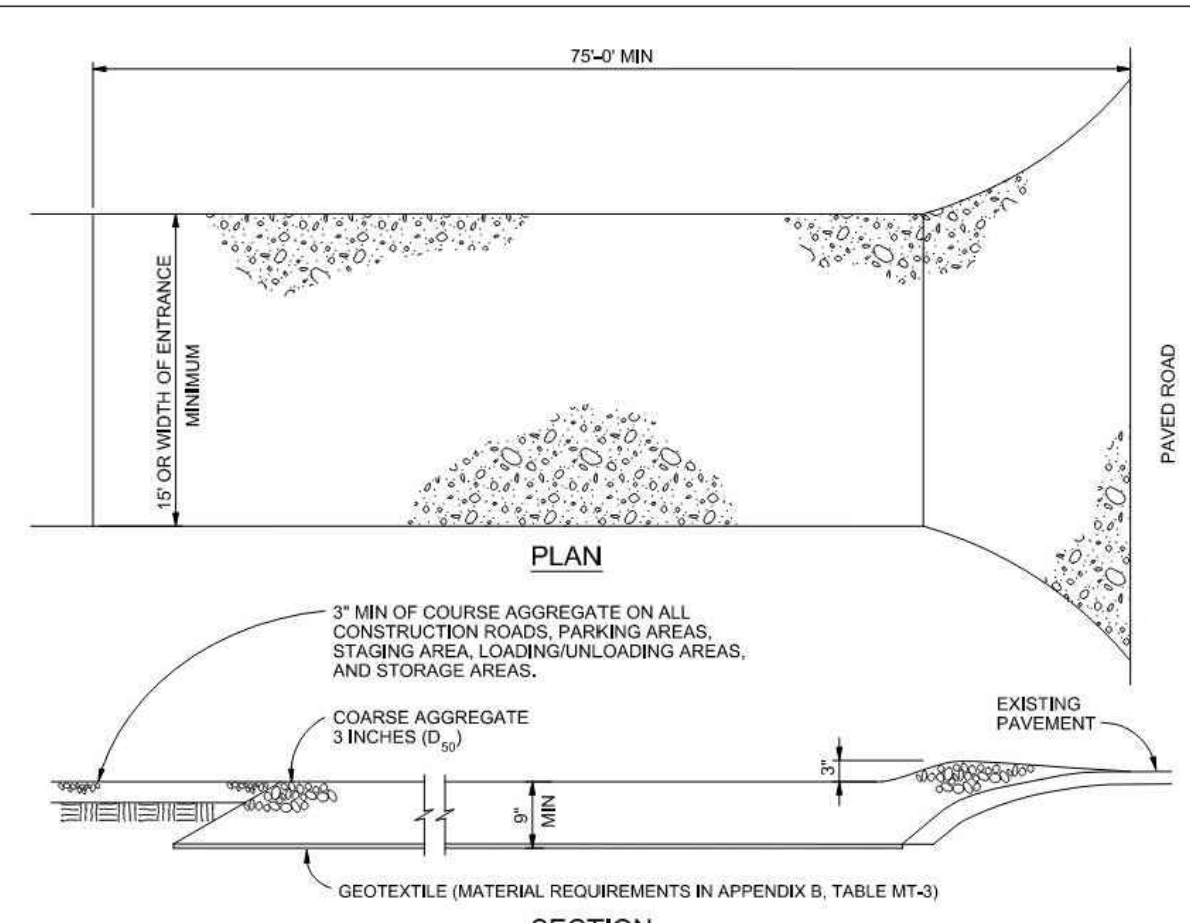 75'-0' MIN
15' OR WIDTH OF ENTRANCE
MINIMUM
PAVED ROAD
PLAN
3" MIN OF COURSE AGGREGATE ON ALL
CONSTRUCTION ROADS, PARKING AREAS,
STAGING AREA, LOADING/UNLOADING AREAS,
AND STORAGE AREAS.
COARSE AGGREGATE
3 INCHES (D50)
EXISTING
PAVEMENT
3"
9"
MIN
GEOTEXTILE (MATERIAL REQUIREMENTS IN APPENDIX B, TABLE MT-3)
SECTION